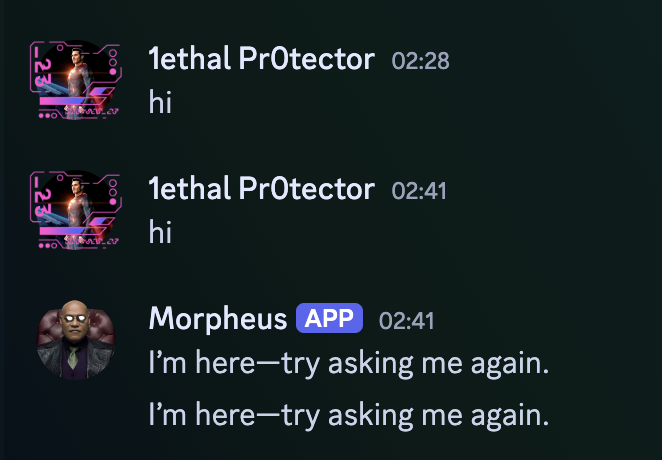 1ethal Pr0tector 02:28
hi
1ethal Pr0tector 02:41
hi
Morpheus APP 02:41
I’m here—try asking me again.
I’m here—try asking me again.